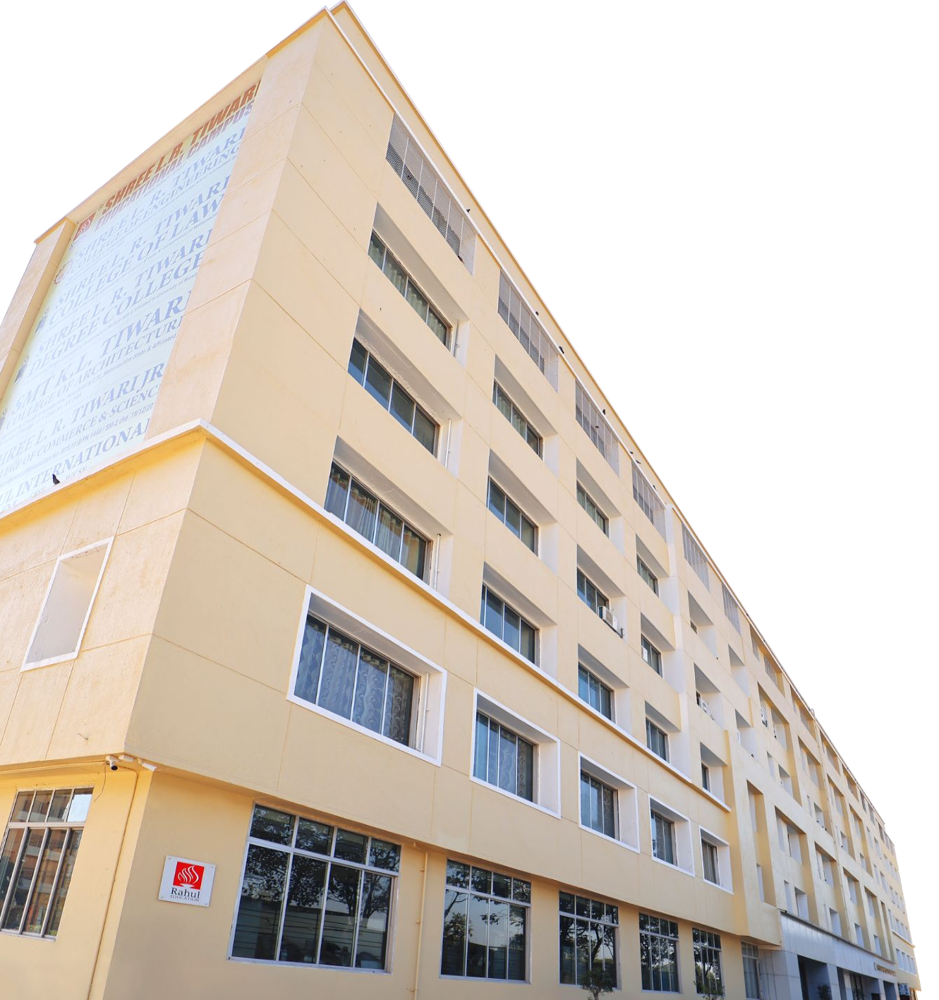 SHREE L.R. TIWARI
EDUCATIONAL CAMPUS
SHREE L. R. TIWARI
COLLEGE OF ENGINEERING
SHREE L. R. TIWARI
COLLEGE OF LAW
SHREE L. R. TIWARI
DEGREE COLLEGE
SMT K.L. TIWARI
COLLEGE OF ARCHITECTURE
SHREE L. R. TIWARI JR
COLLEGE OF COMMERCE & SCIENCE
INTERNATIONAL
Rahul
EDUCATION